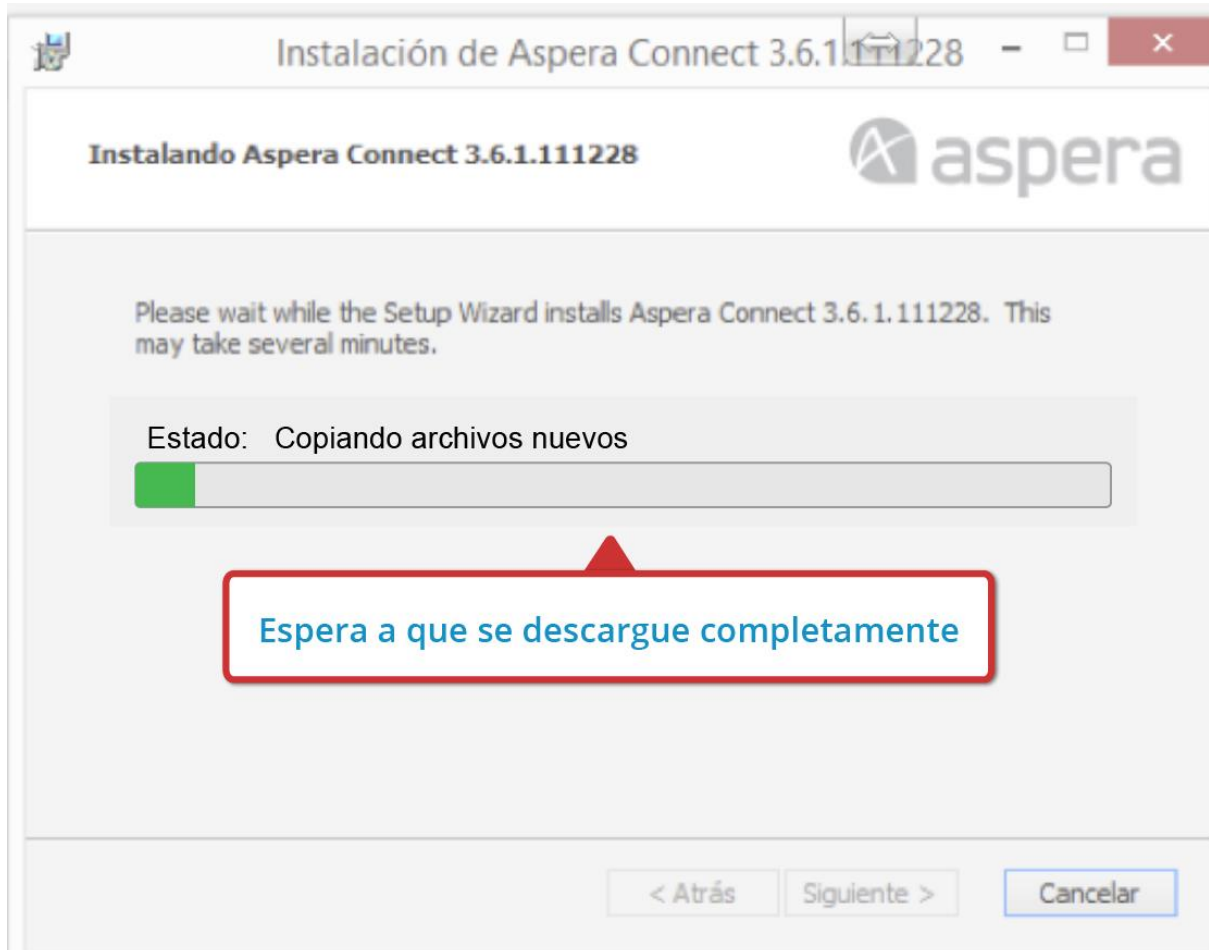 Instalación de Aspera Connect 3.6.1.111228
Instalando Aspera Connect 3.6.1.111228
aspera
Please wait while the Setup Wizard installs Aspera Connect 3.6.1.111228. This
may take several minutes.
Estado: Copiando archivos nuevos
Espera a que se descargue completamente
< Atrás Siguiente > Cancelar